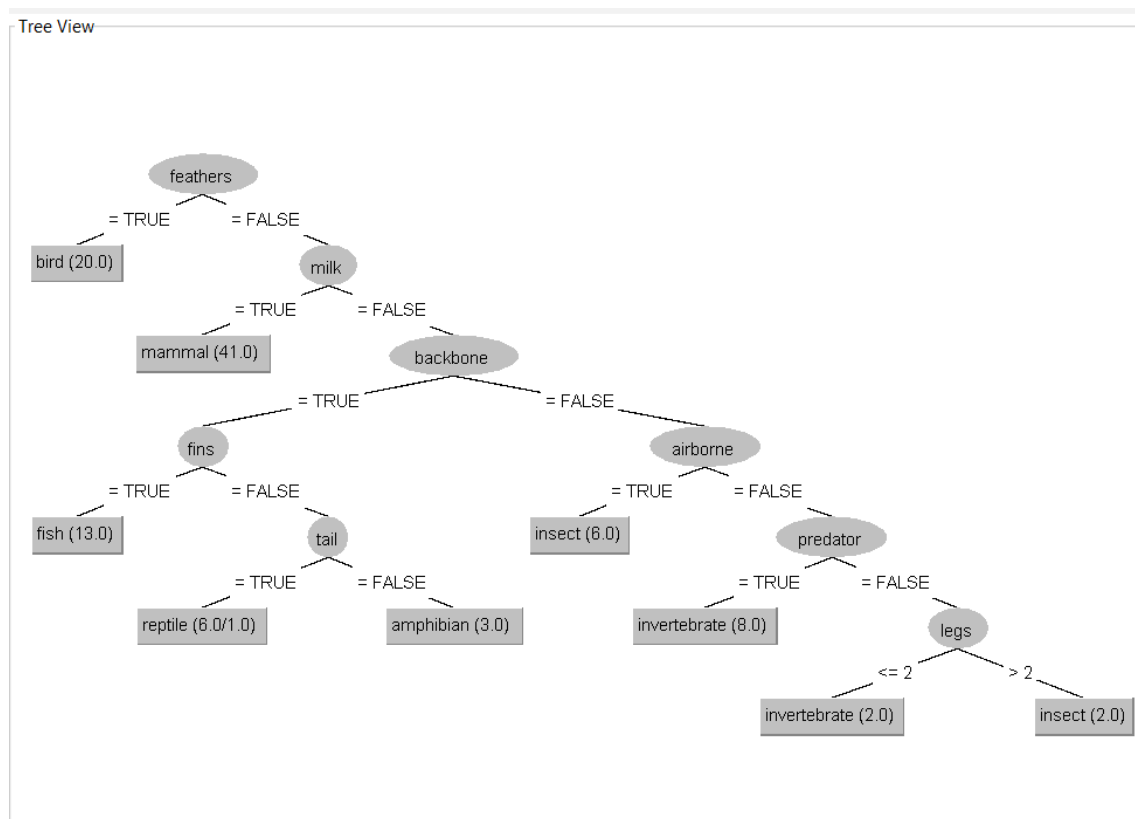 Tree View
feathers
= TRUE
= FALSE
bird (20.0)
milk
= TRUE
= FALSE
mammal (41.0)
backbone
= TRUE
= FALSE
fins
airborne
= TRUE
= FALSE
= TRUE
= FALSE
fish (13.0)
tail
insect (6.0)
predator
= TRUE
= FALSE
= TRUE
= FALSE
reptile (6.0/1.0)
amphibian (3.0)
invertebrate (8.0)
legs
<= 2
> 2
invertebrate (2.0)
insect (2.0)